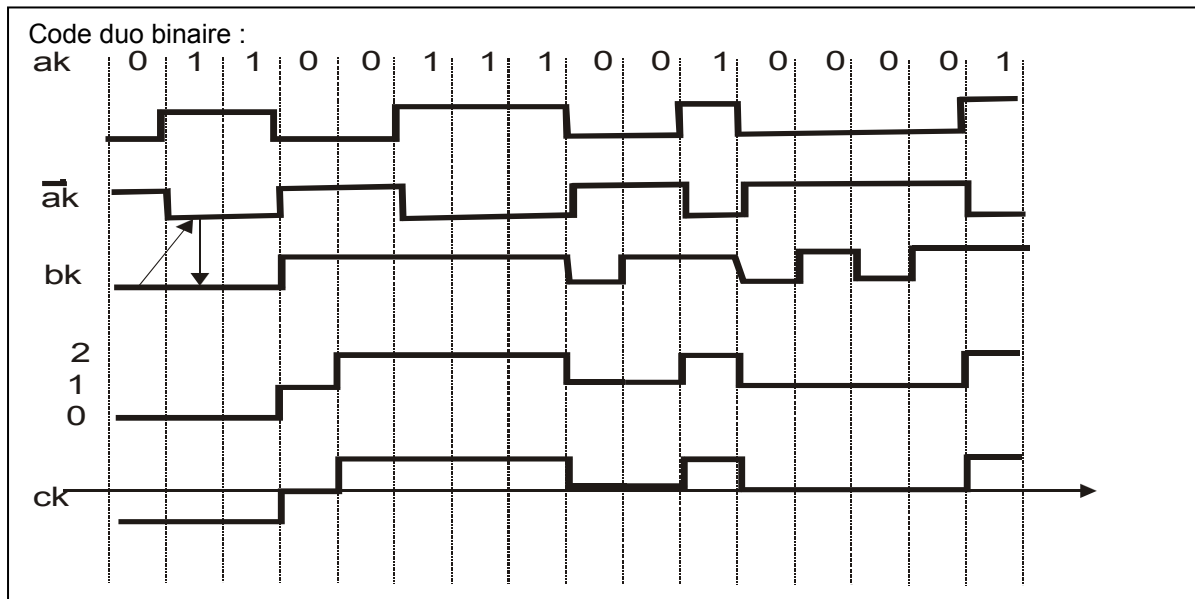 Code duo binaire :
ak 0 1 1 0 0 1 1 1 0 0 1 0 0 0 0 1
a̅k
bk
2
1
0
ck